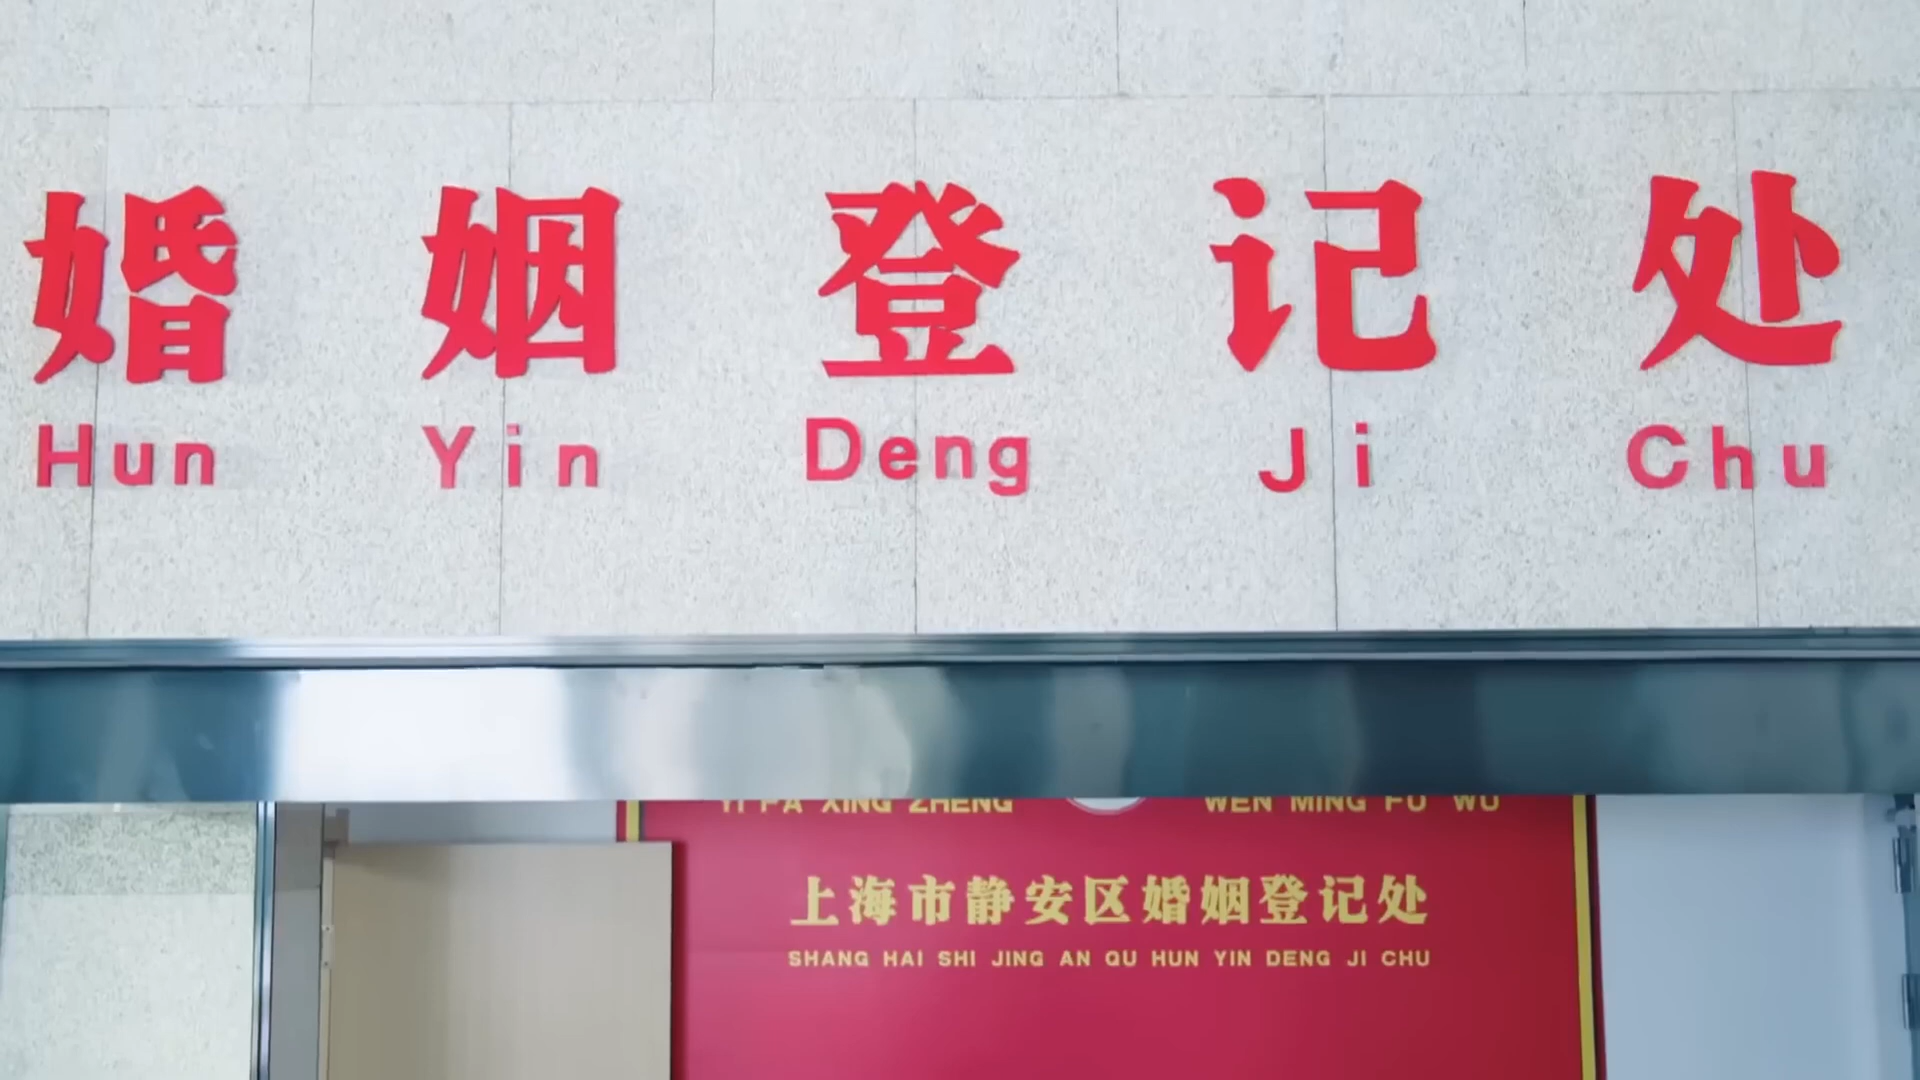 婚姻登记处
Hun Yin Deng Ji Chu
YI FA XING ZHENG WEN MING FU WU
上海市静安区婚姻登记处
SHANG HAI SHI JING AN QU HUN YIN DENG JI CHU